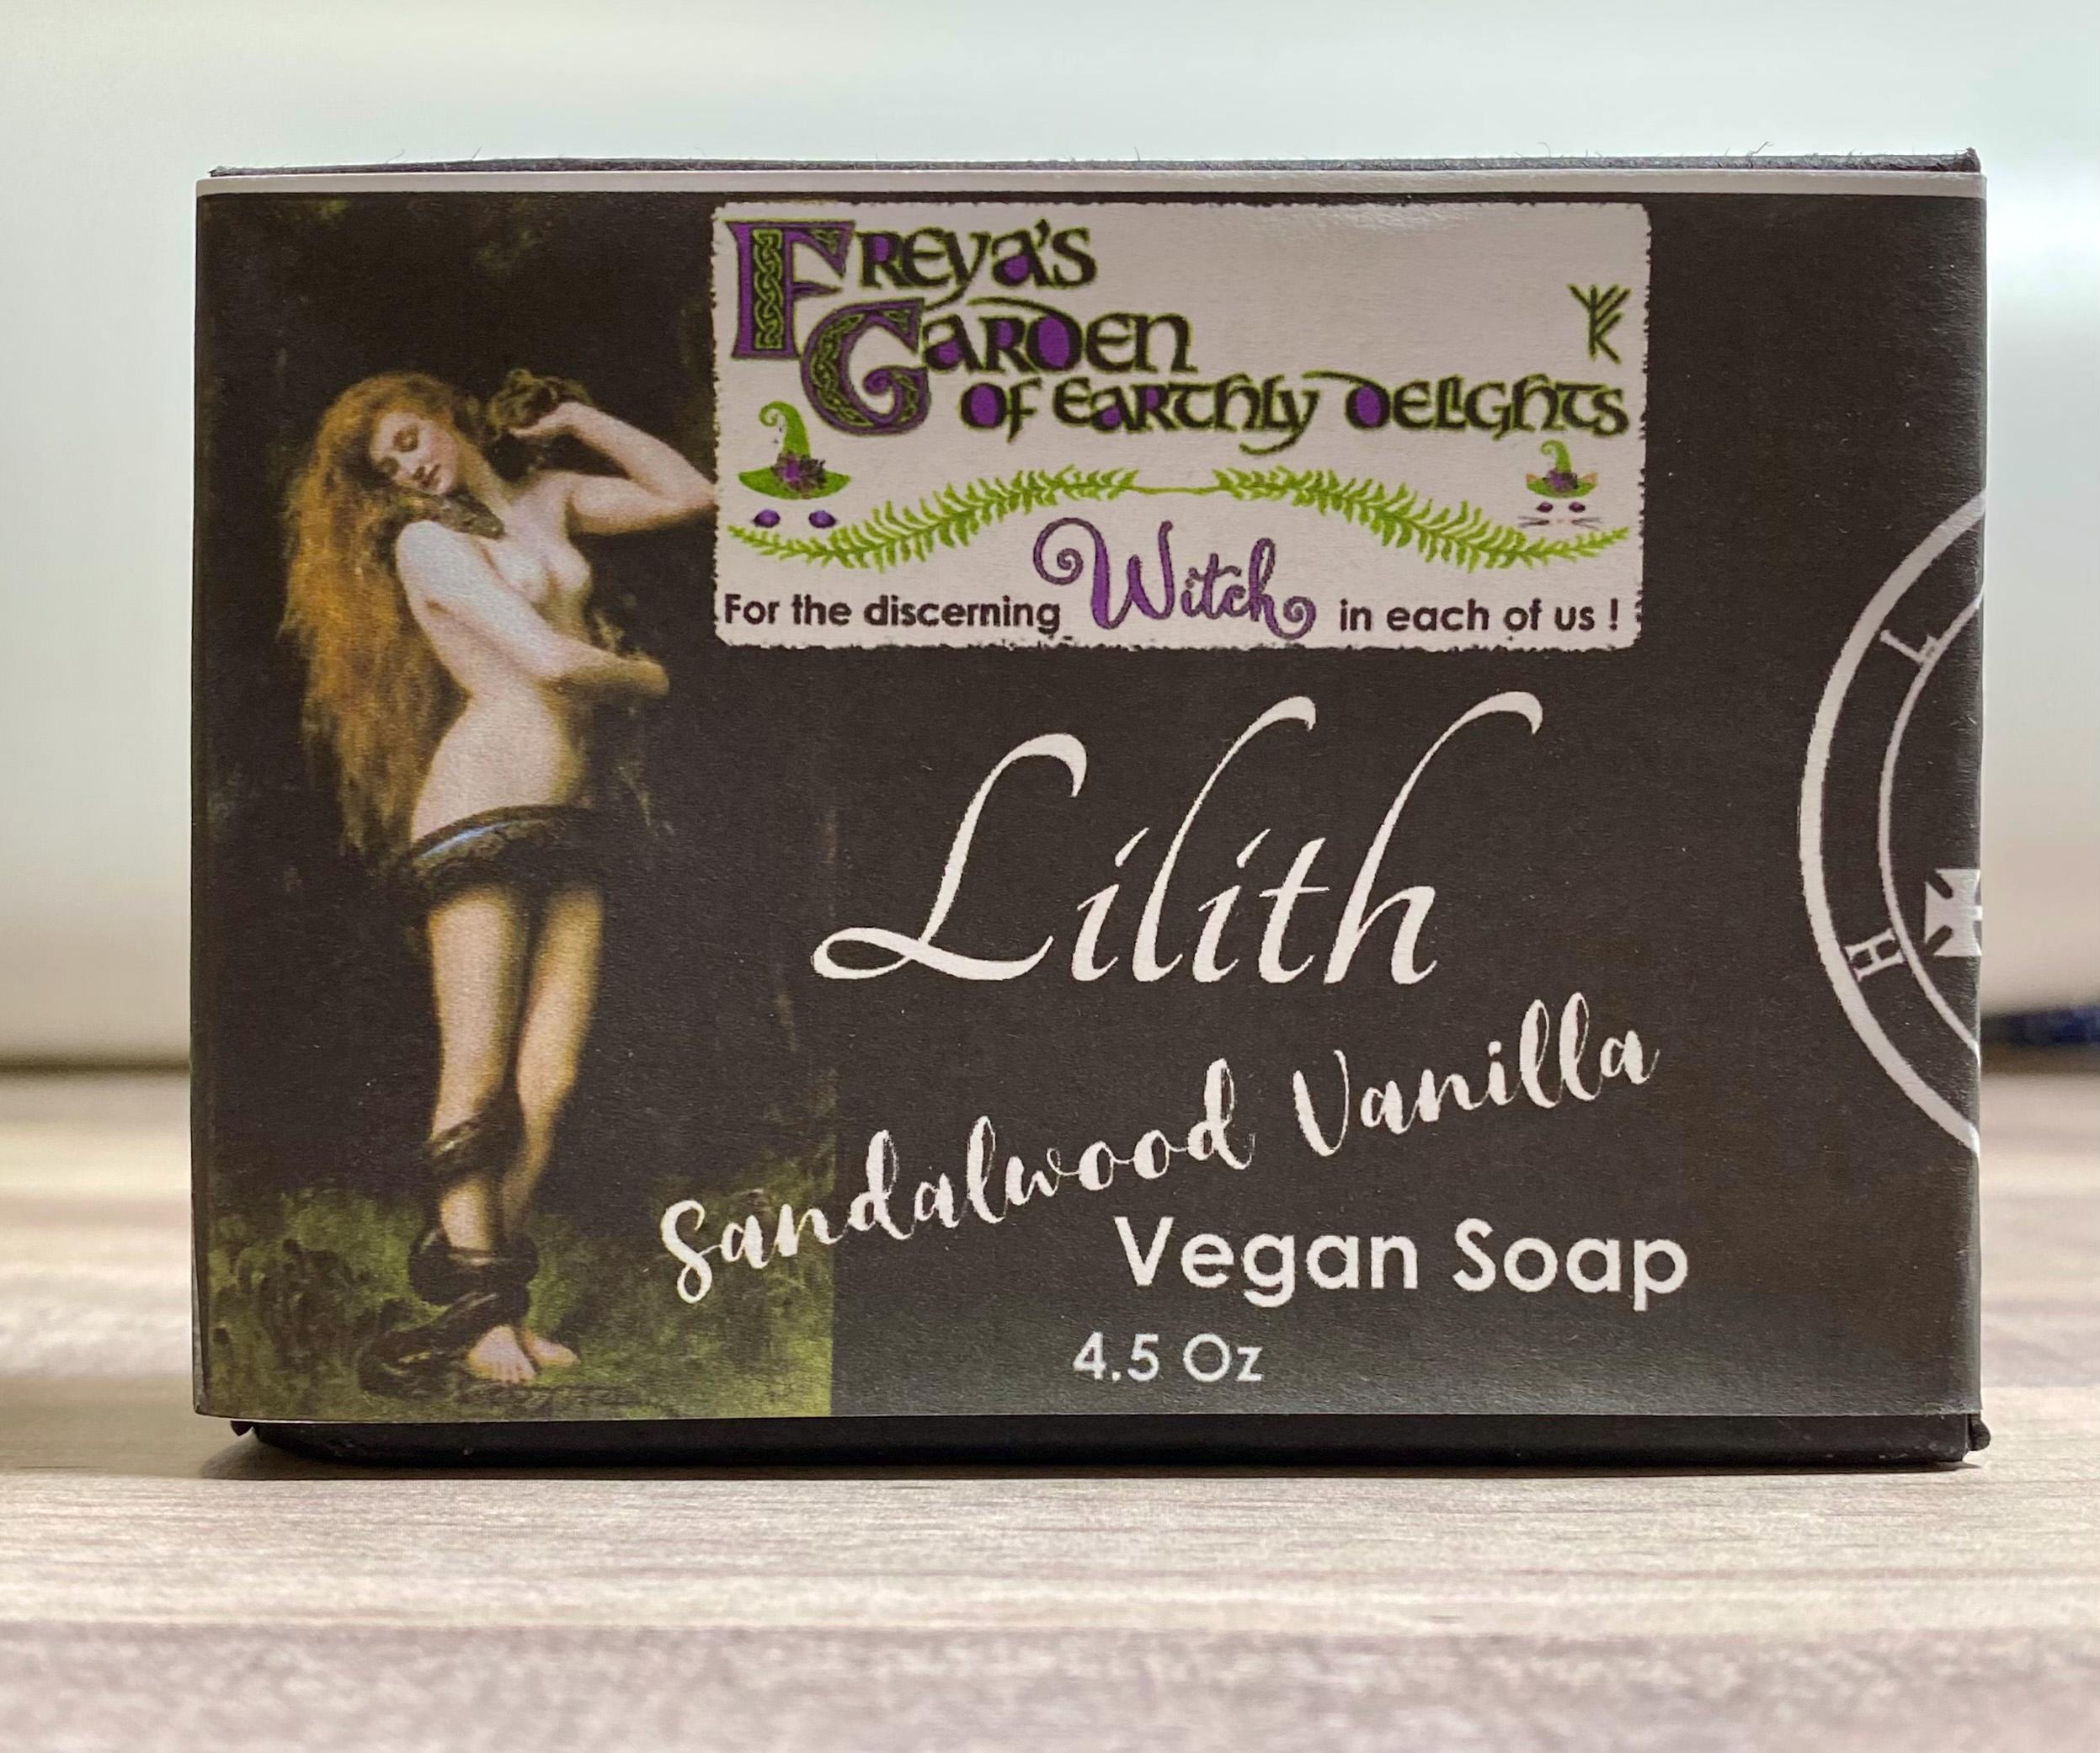 FREYA'S
GARDEN
OF EARTHLY DELIGHTS
For the discerning Witch in each of us !
Lilith
Sandalwood Vanilla
Vegan Soap
4.5 Oz
L
H